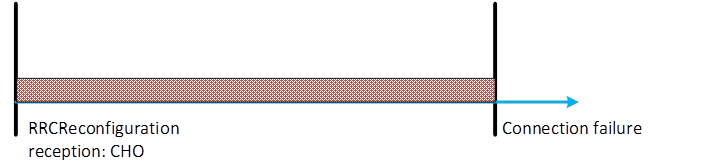 RRCReconfiguration
reception: CHO
Connection failure